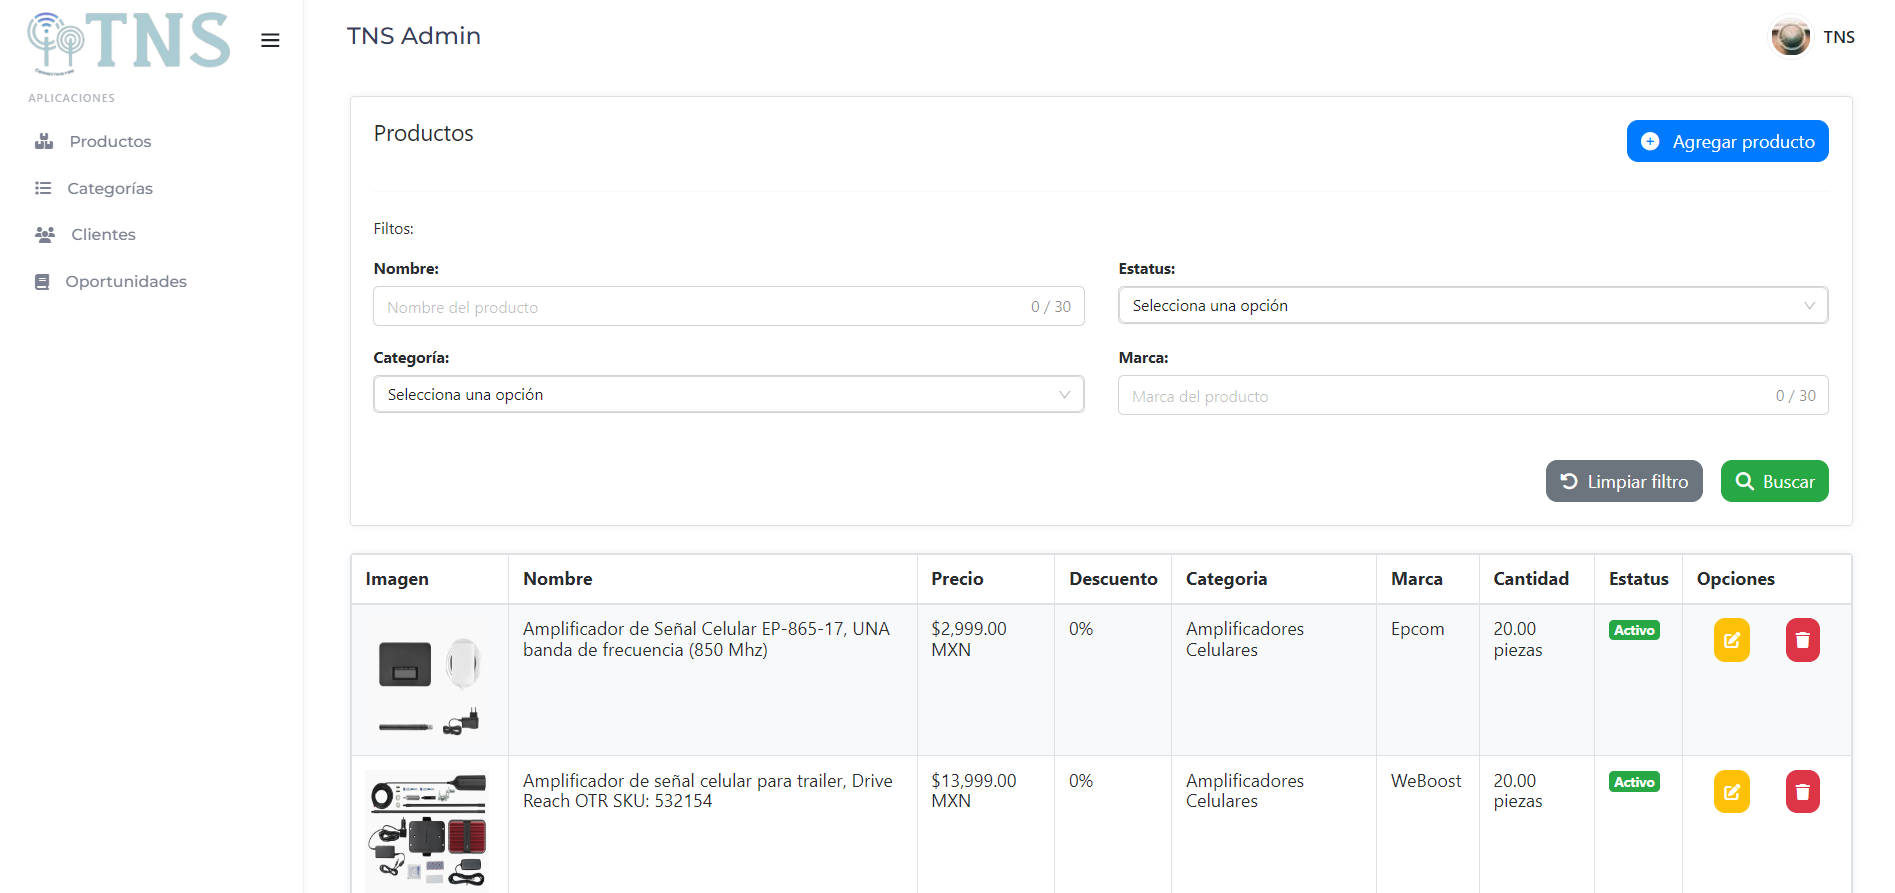 TNS
TNS Admin
TNS
APLICACIONES
Productos
Categorías
Clientes
Oportunidades
Productos
Agregar producto
Filtos:
Nombre:
Estatus:
Nombre del producto
0 / 30
Selecciona una opción
Categoría:
Marca:
Selecciona una opción
Marca del producto
0 / 30
Limpiar filtro
Buscar
Imagen
Nombre
Precio
Descuento
Categoria
Marca
Cantidad
Estatus
Opciones
Amplificador de Señal Celular EP-865-17, UNA
banda de frecuencia (850 Mhz)
$2,999.00
MXN
0%
Amplificadores
Celulares
Epcom
20.00
piezas
Activo
Amplificador de señal celular para trailer, Drive
Reach OTR SKU: 532154
$13,999.00
MXN
0%
Amplificadores
Celulares
WeBoost
20.00
piezas
Activo